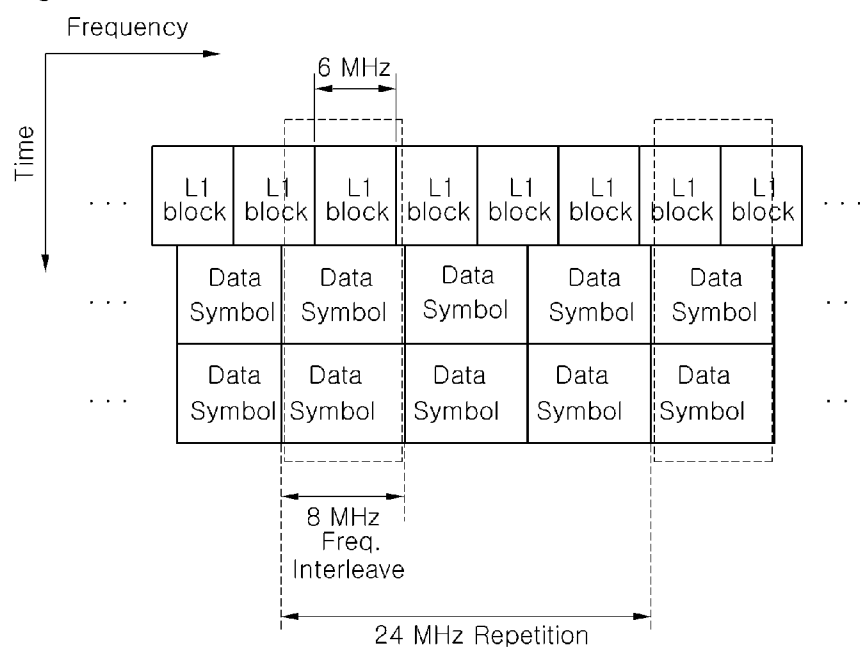 Frequency
6 MHz
Time
L1 L1 L1 L1 L1 L1 L1 L1
. . . block block block block block block block block . . .
Data Data Data Data Data
. . . Symbol Symbol Symbol Symbol Symbol . .
Data Data Data Data Data
. . . Symbol Symbol Symbol Symbol Symbol . .
8 MHz
Freq.
Interleave
24 MHz Repetition